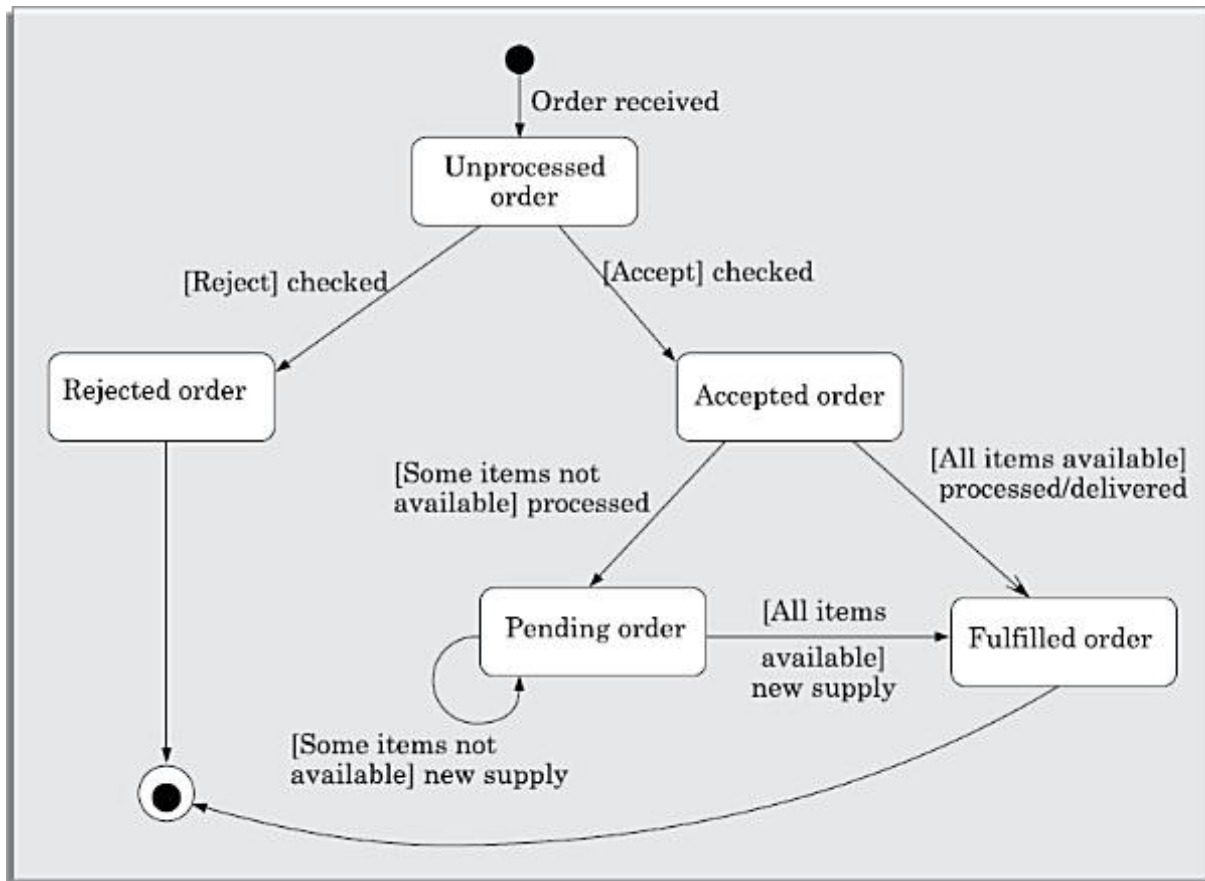 Order received
Unprocessed
order
[Reject] checked
[Accept] checked
Rejected order
Accepted order
[Some items not
available] processed
[All items available]
processed/delivered
Pending order
[All items
available]
new supply
Fulfilled order
[Some items not
available] new supply